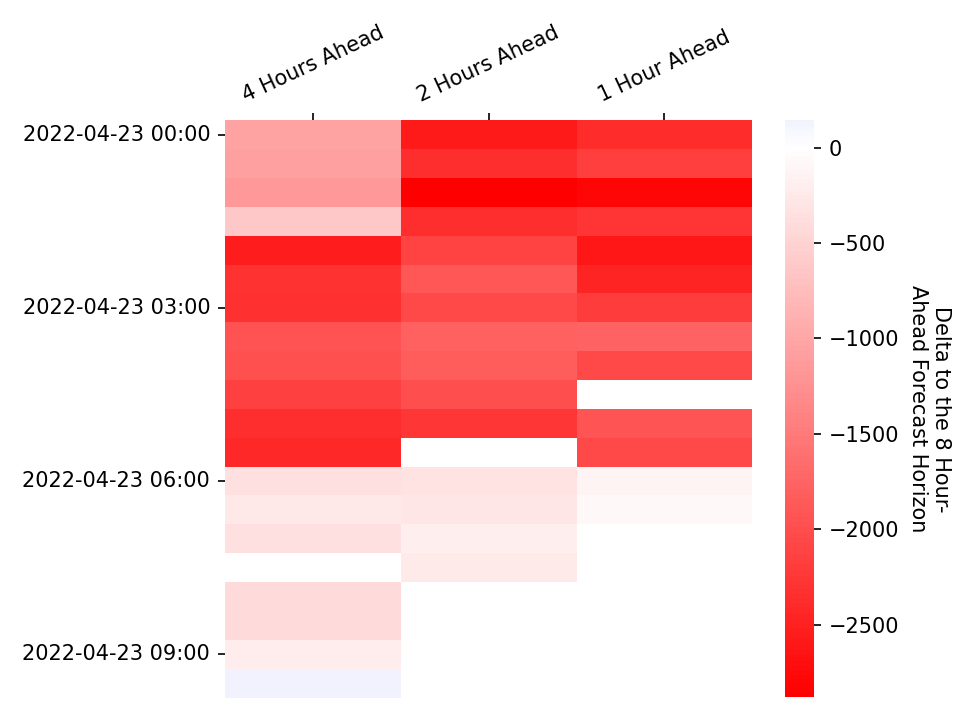 4 Hours Ahead
2 Hours Ahead
1 Hour Ahead
2022-04-23 00:00
2022-04-23 03:00
2022-04-23 06:00
2022-04-23 09:00
0
−500
−1000
−1500
−2000
−2500
Delta to the 8 Hour-
Ahead Forecast Horizon